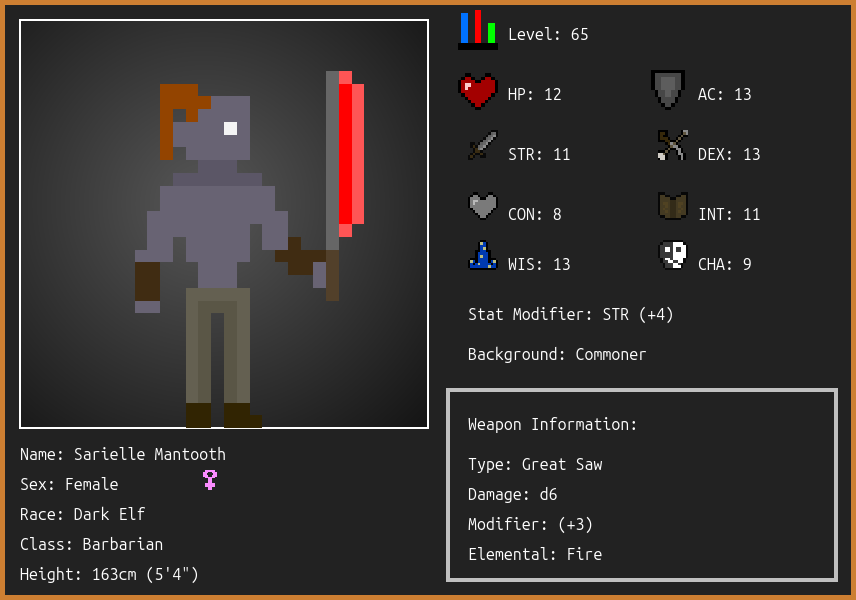 Level: 65
HP: 12
AC: 13
STR: 11
DEX: 13
CON: 8
INT: 11
WIS: 13
CHA: 9
Stat Modifier: STR (+4)
Background: Commoner
Weapon Information:
Type: Great Saw
Damage: d6
Modifier: (+3)
Elemental: Fire
Name: Sarielle Mantooth
Sex: Female
Race: Dark Elf
Class: Barbarian
Height: 163cm (5'4")